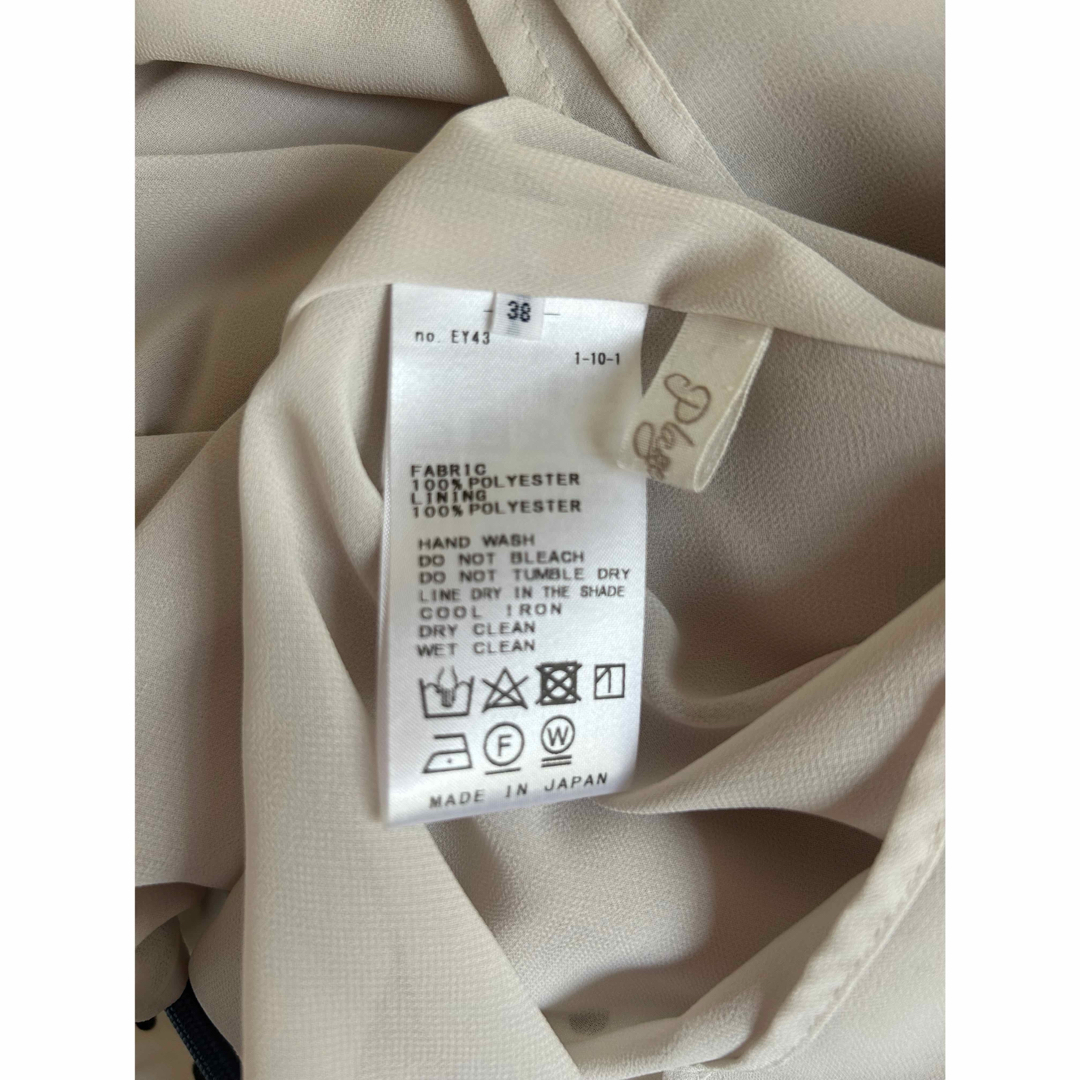 38
no. EY43
1-10-1
FABRIC
100% POLYESTER
LINING
100% POLYESTER
HAND WASH
DO NOT BLEACH
DO NOT TUMBLE DRY
LINE DRY IN THE SHADE
COOL IRON
DRY CLEAN
WET CLEAN
F
W
MADE IN JAPAN